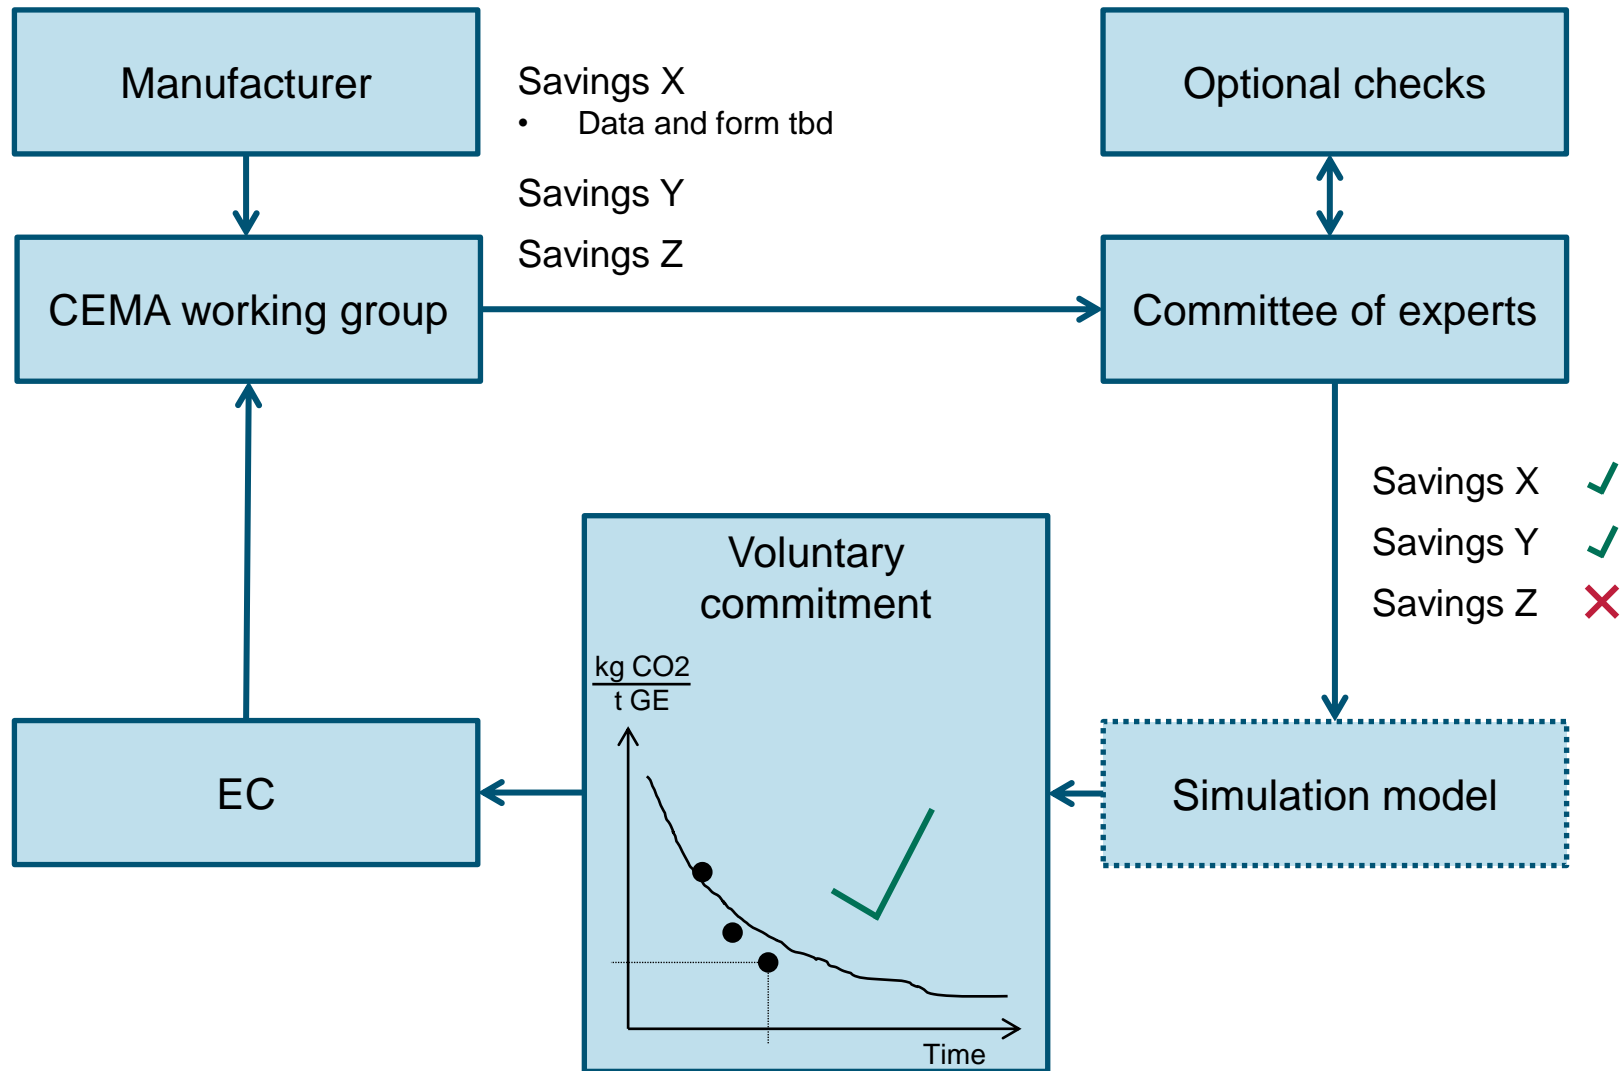 Manufacturer
Savings X
• Data and form tbd
Savings Y
Savings Z
Optional checks
CEMA working group
Committee of experts
Savings X
Savings Y
Savings Z
Voluntary
commitment
kg CO2
t GE
Time
EC
Simulation model